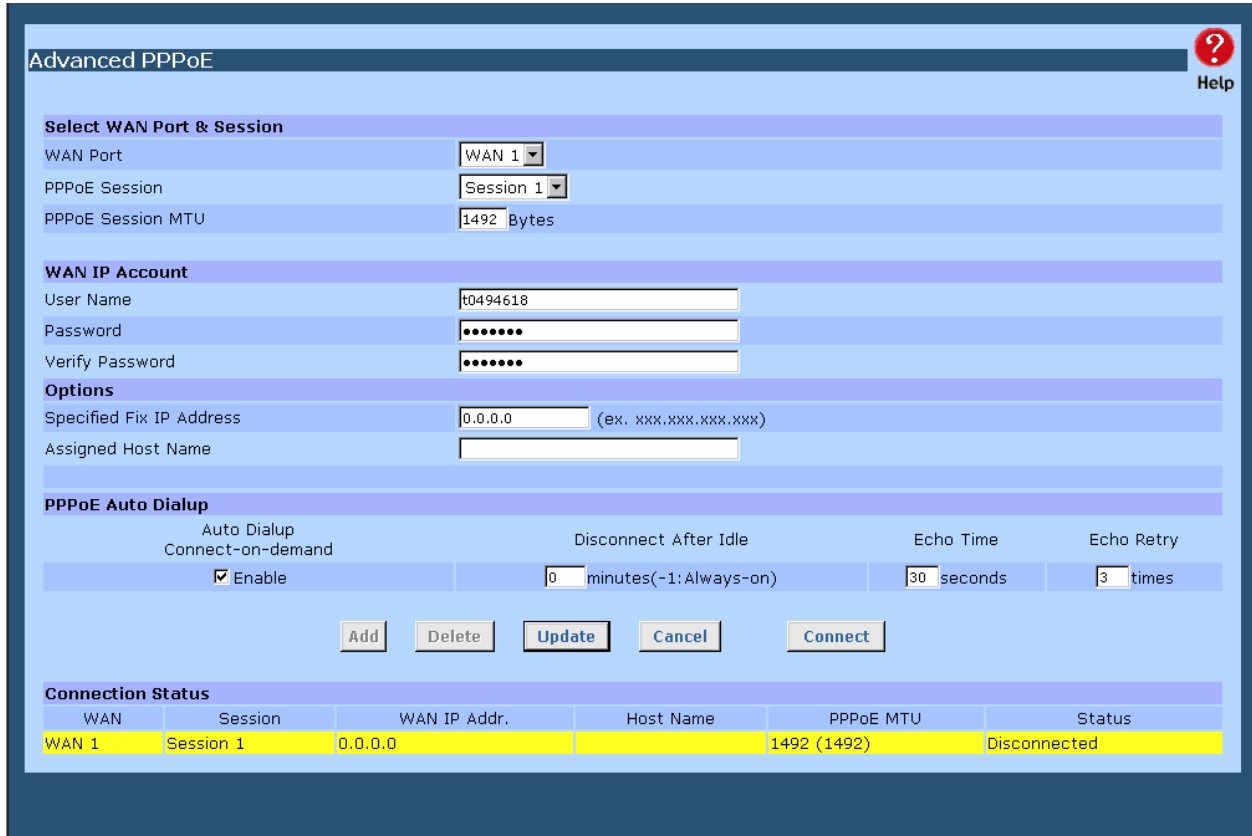 Advanced PPPoE
?
Help
Select WAN Port & Session
WAN Port WAN 1
PPPoE Session Session 1
PPPoE Session MTU 1492 Bytes
WAN IP Account
User Name t0494618
Password •••••••
Verify Password •••••••
Options
Specified Fix IP Address 0.0.0.0 (ex. xxx.xxx.xxx.xxx)
Assigned Host Name
PPPoE Auto Dialup
Auto Dialup
Connect-on-demand Disconnect After Idle Echo Time Echo Retry
Enable 0 minutes(-1:Always-on) 30 seconds 3 times
Add Delete Update Cancel Connect
Connection Status
WAN Session WAN IP Addr. Host Name PPPoE MTU Status
WAN 1 Session 1 0.0.0.0 1492 (1492) Disconnected